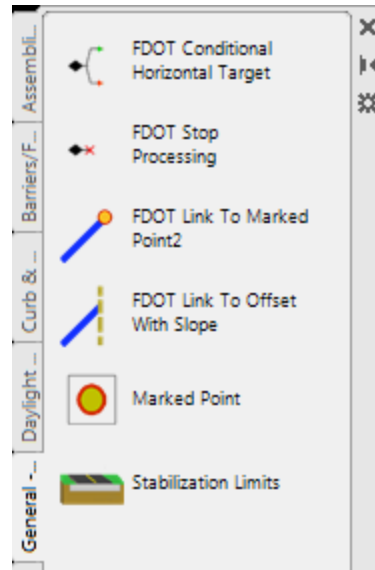 FDOT Conditional
Horizontal Target
FDOT Stop
Processing
FDOT Link To Marked
Point2
FDOT Link To Offset
With Slope
Marked Point
Stabilization Limits
Assembli...
Barriers/F...
Curb & ...
Daylight ...
General -...